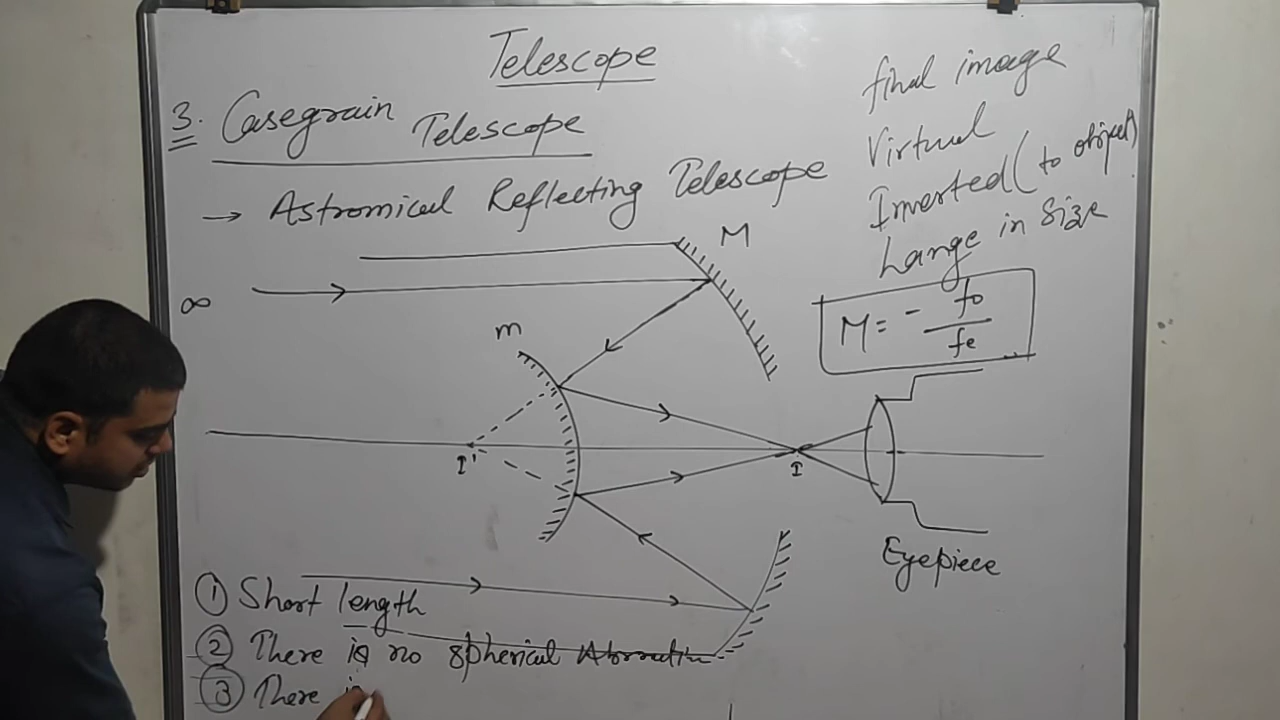 Telescope
3. Casegrain Telescope
→ Astromical Reflecting Telescope
final image
Virtual
Inverted (to object)
Large in Size
M = - fo/fe
∞
M
m
I'
I
Eyepiece
① Short length
② There is no Spherical
③ There is